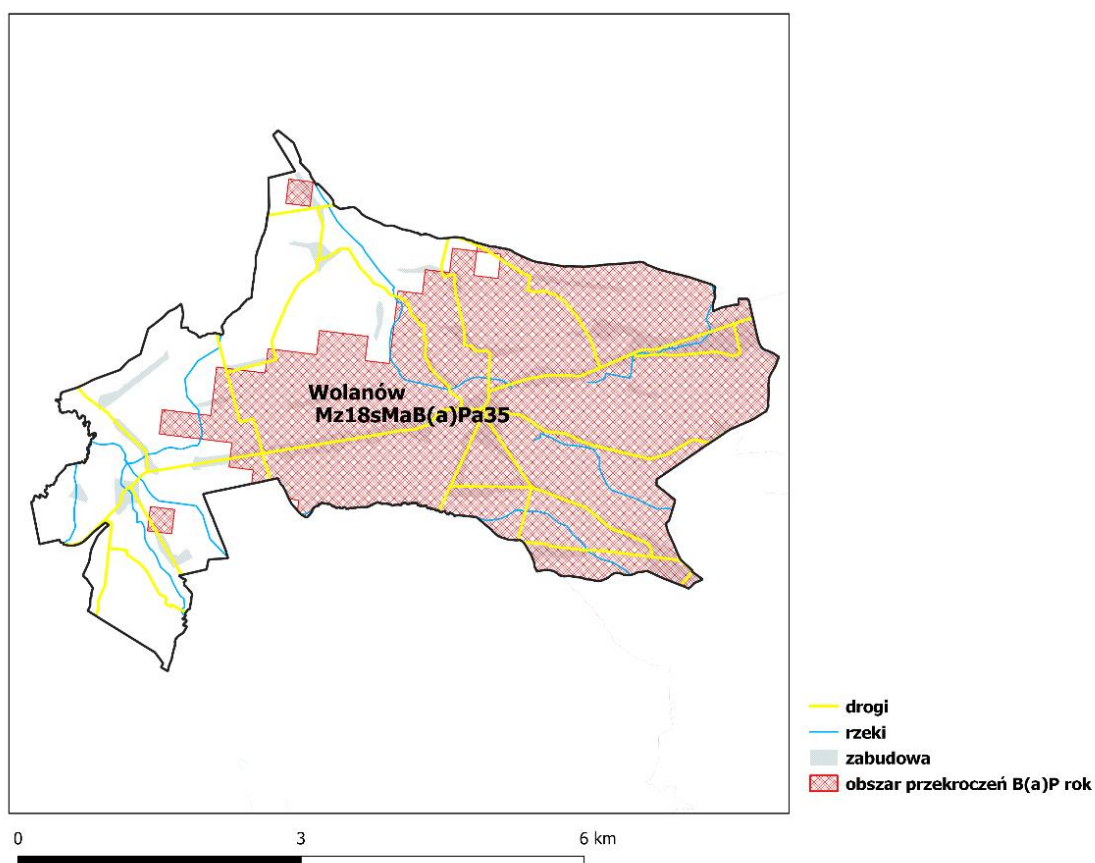 Wolanów
Mz18sMaB(a)Pa35
drogi
rzeki
zabudowa
obszar przekroczeń B(a)P rok
0 3 6 km